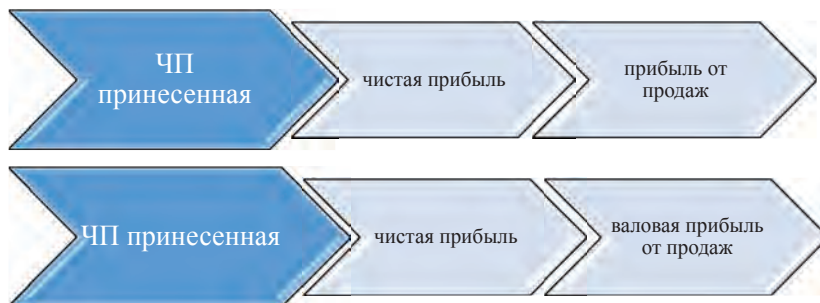 ЧП
принесенная
чистая прибыль
прибыль от
продаж
ЧП принесенная
чистая прибыль
валовая прибыль
от продаж